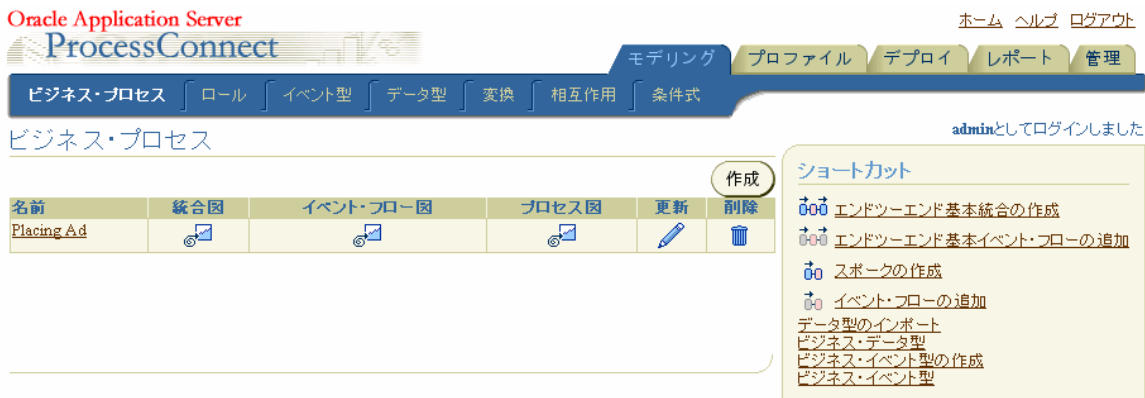 Oracle Application Server
ProcessConnect
ホーム ヘルプ ログアウト
モデリング プロファイル デプロイ レポート 管理
ビジネス・プロセス ロール イベント型 データ型 変換 相互作用 条件式
adminとしてログインしました
ビジネス・プロセス
作成
名前 統合図 イベント・フロー図 プロセス図 更新 削除
Placing Ad
ショートカット
エンドツーエンド基本統合の作成
エンドツーエンド基本イベント・フローの追加
スポークの作成
イベント・フローの追加
データ型のインポート
ビジネス・データ型
ビジネス・イベント型の作成
ビジネス・イベント型